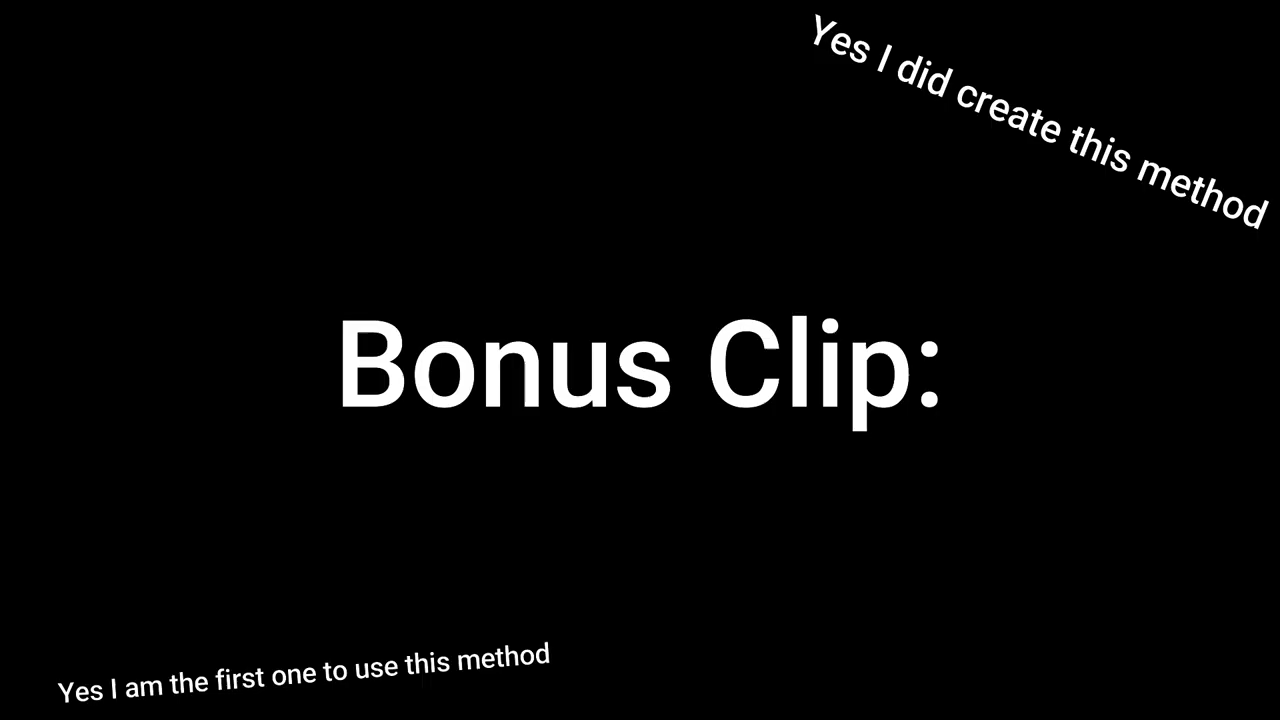 Yes I did create this method
Bonus Clip:
Yes I am the first one to use this method